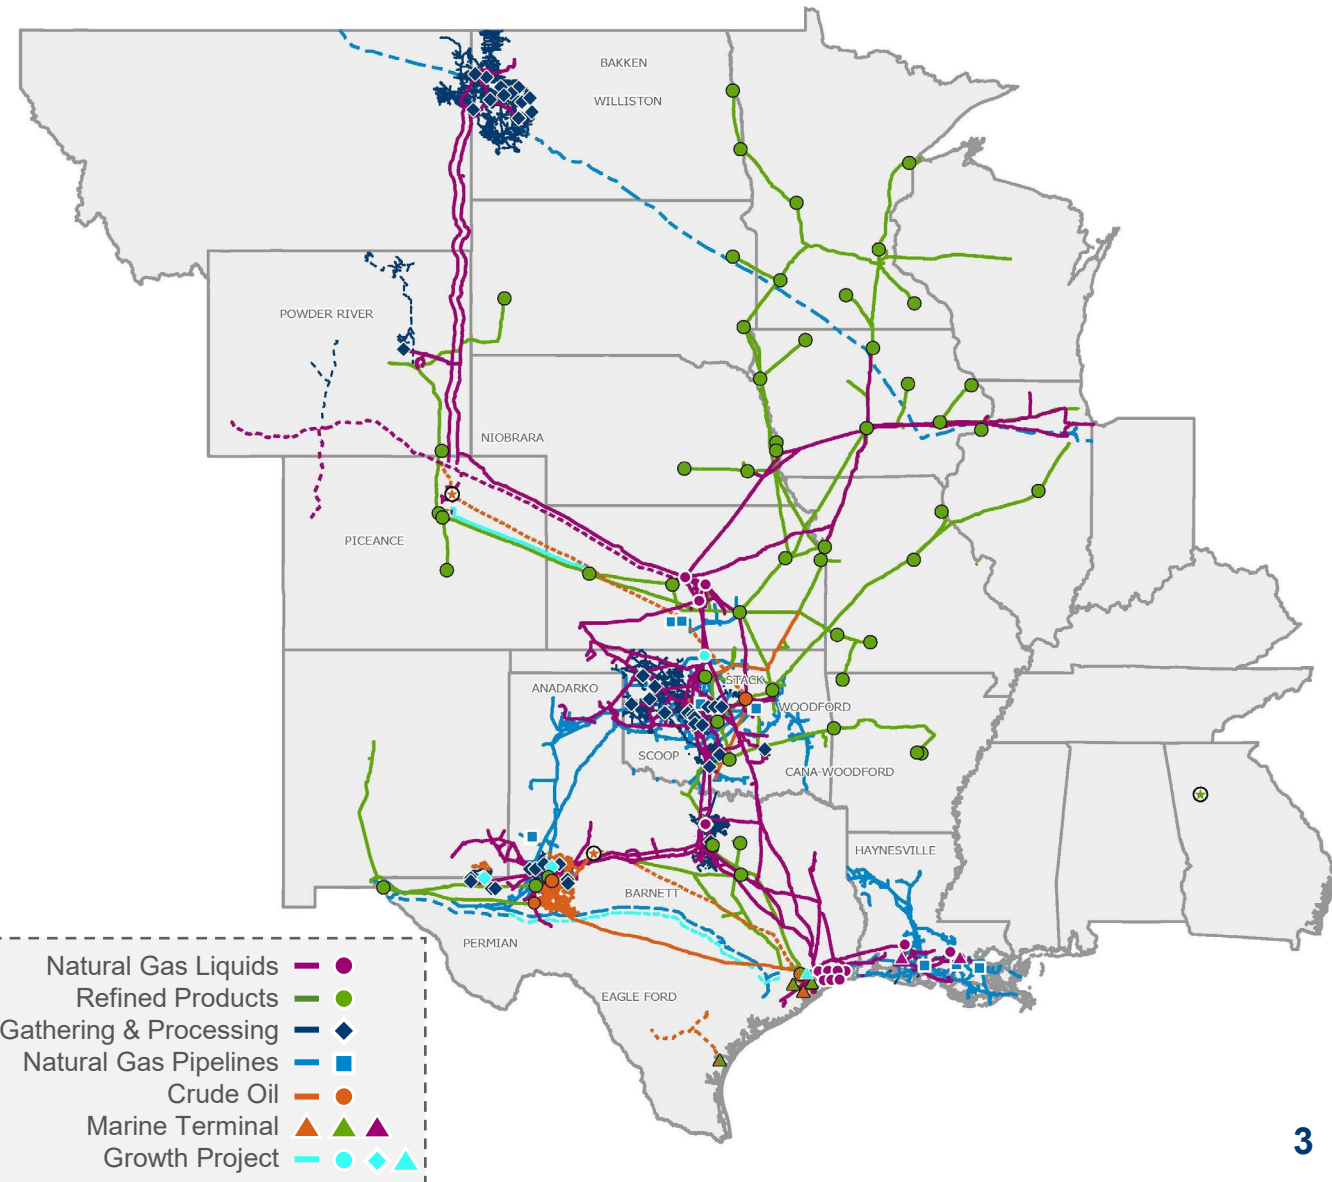 BAKKEN
WILLISTON
POWDER RIVER
NIOBRARA
PICEANCE
ANADARKO
STACK
WOODFORD
SCOOP
CANA-WOODFORD
HAYNESVILLE
BARNETT
PERMIAN
EAGLE FORD
Natural Gas Liquids
Refined Products
Gathering & Processing
Natural Gas Pipelines
Crude Oil
Marine Terminal
Growth Project
3